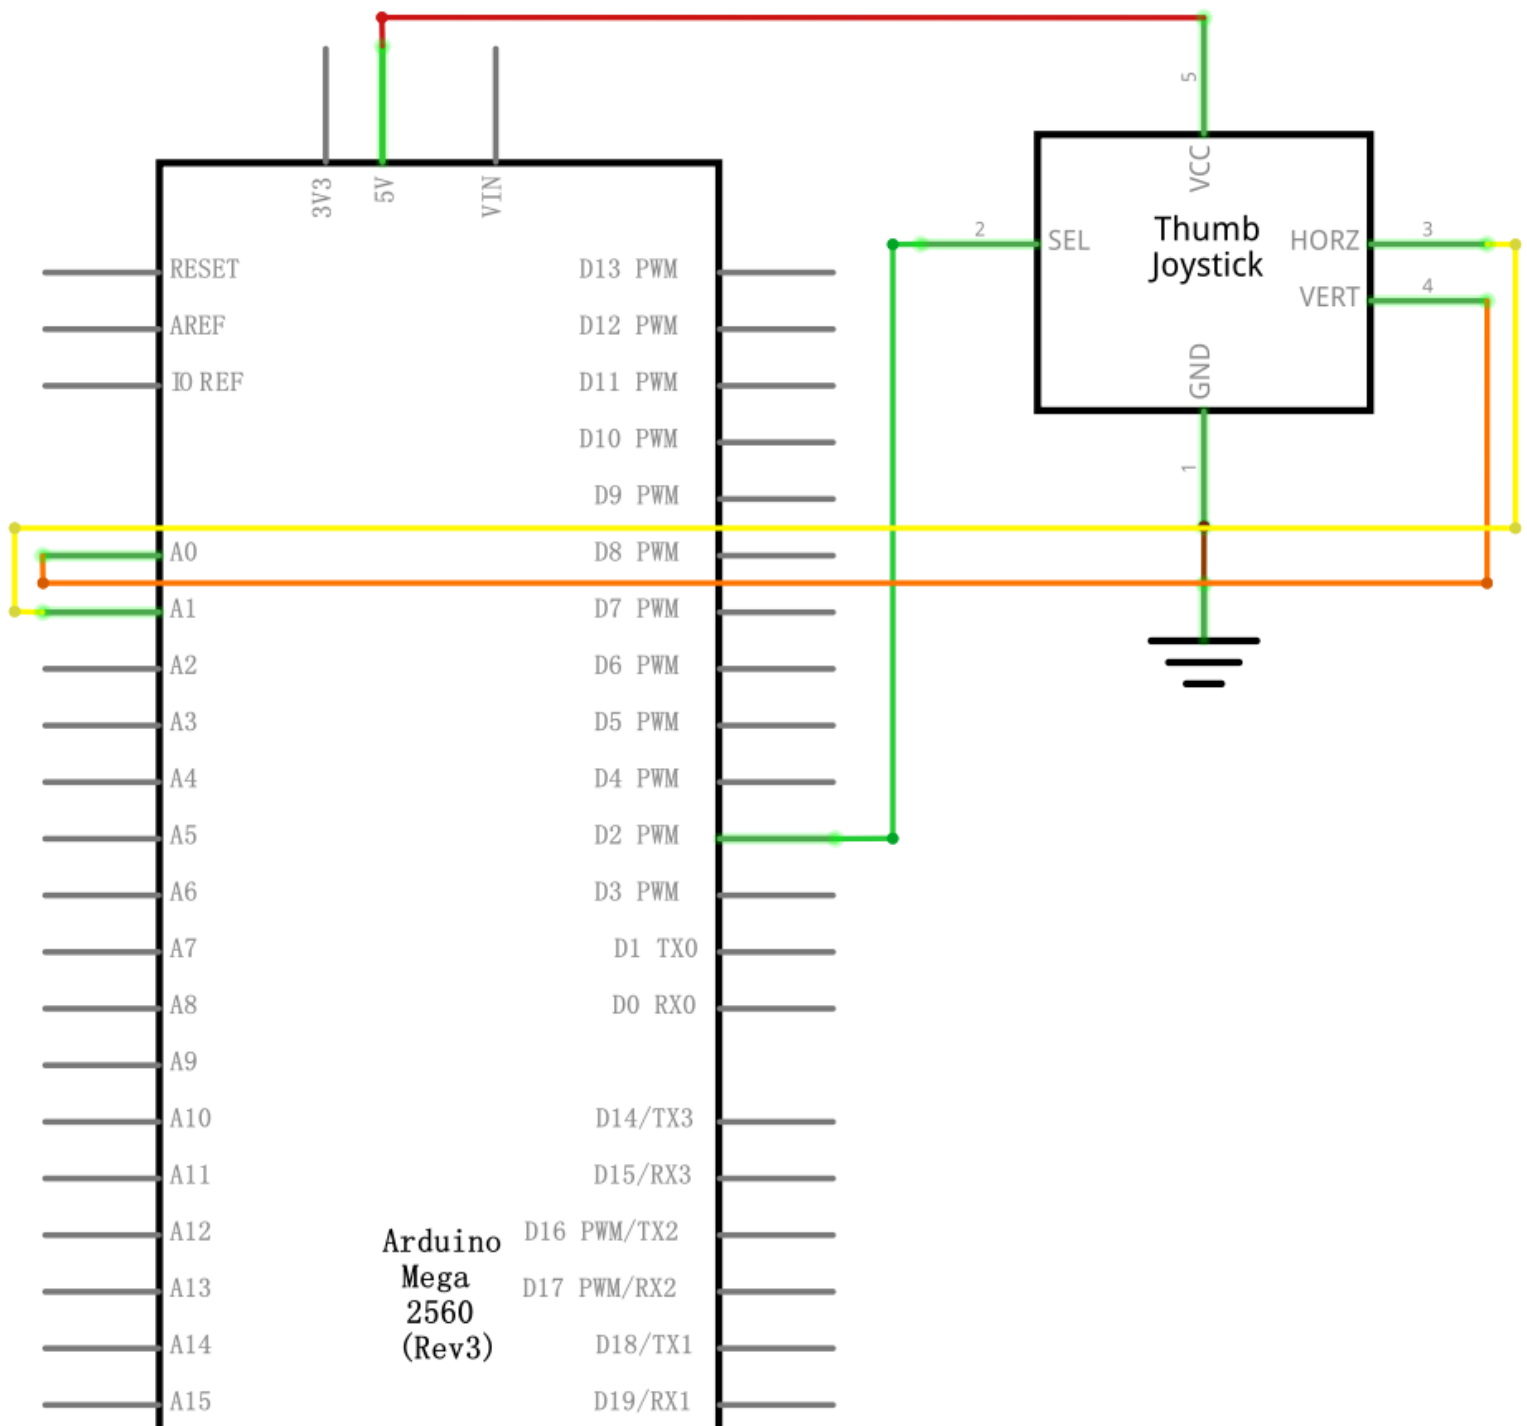 5
3V3
5V
VIN
VCC
2
SEL
Thumb
Joystick
HORZ
3
VERT
4
GND
1
RESET
AREF
IO REF
A0
A1
A2
A3
A4
A5
A6
A7
A8
A9
A10
A11
A12
A13
A14
A15
D13 PWM
D12 PWM
D11 PWM
D10 PWM
D9 PWM
D8 PWM
D7 PWM
D6 PWM
D5 PWM
D4 PWM
D2 PWM
D3 PWM
D1 TX0
D0 RX0
D14/TX3
D15/RX3
D16 PWM/TX2
D17 PWM/RX2
D18/TX1
D19/RX1
Arduino
Mega
2560
(Rev3)